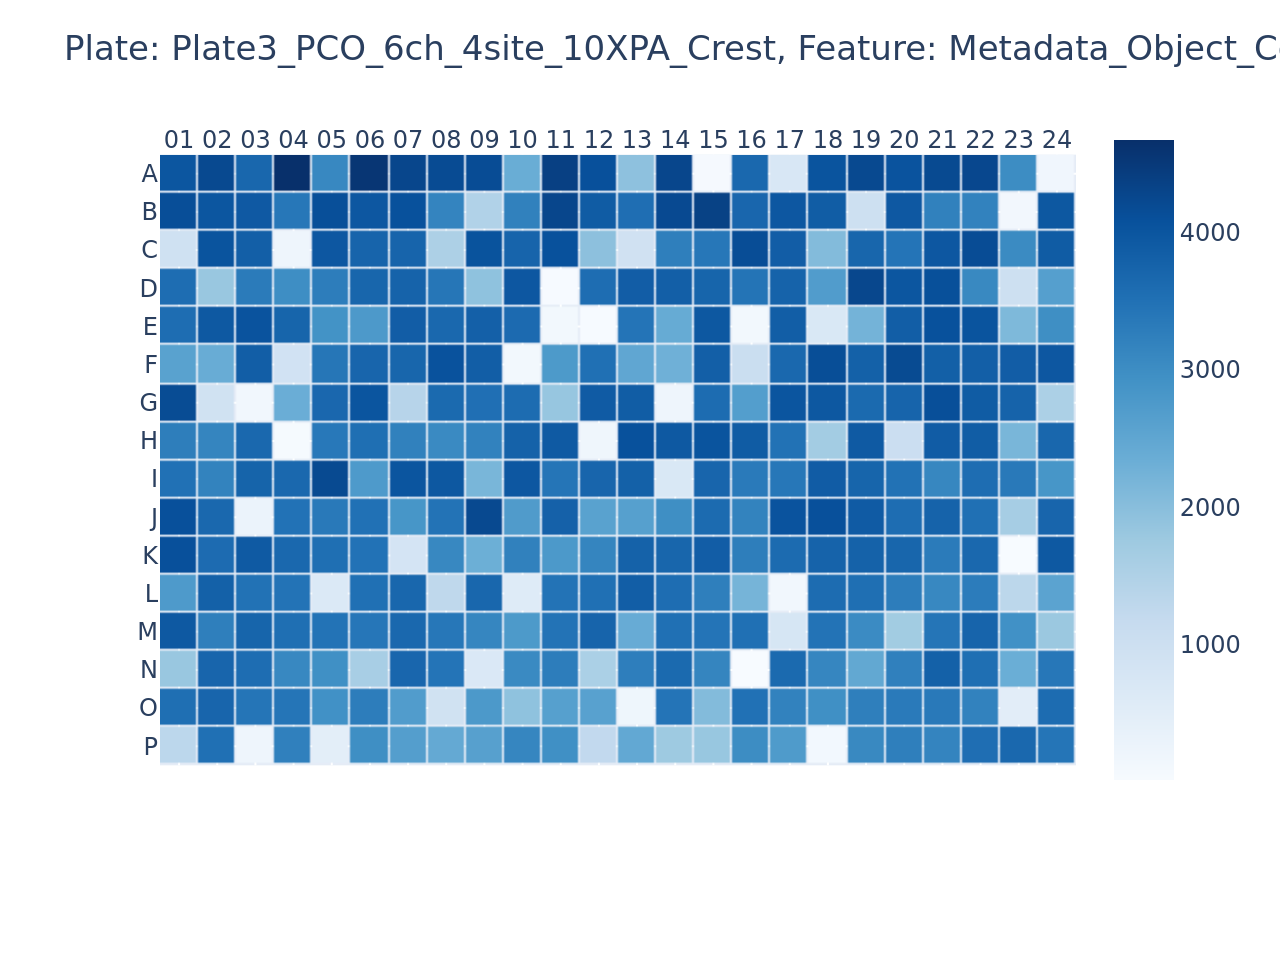 Plate: Plate3_PCO_6ch_4site_10XPA_Crest, Feature: Metadata_Object_C
01 02 03 04 05 06 07 08 09 10 11 12 13 14 15 16 17 18 19 20 21 22 23 24
A
B
4000
C
D
E
F
3000
G
H
I
2000
J
K
L
M
1000
N
O
P